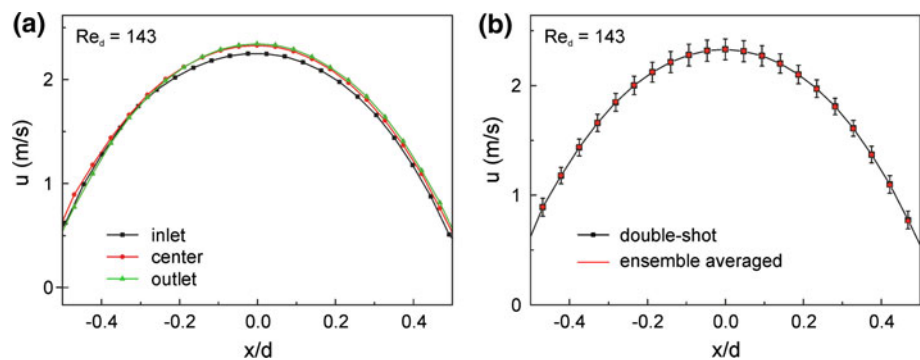 (a)
Re_d = 143
u (m/s)
2
1
0
inlet
center
outlet
-0.4 -0.2 0.0 0.2 0.4
x/d
(b)
Re_d = 143
u (m/s)
2
1
0
double-shot
ensemble averaged
-0.4 -0.2 0.0 0.2 0.4
x/d